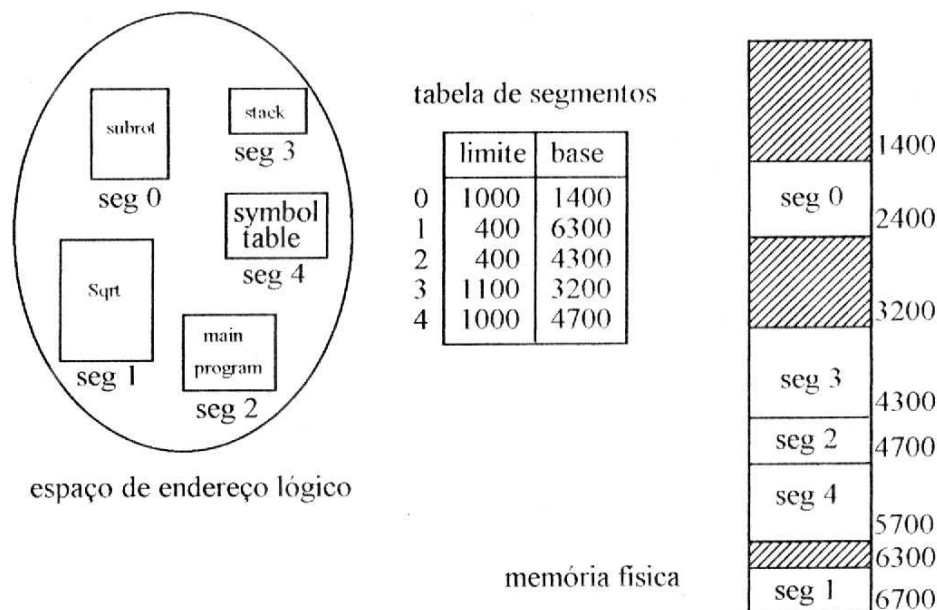 subrot
seg 0
stack
seg 3
symbol
table
seg 4
Sqrt
seg 1
main
program
seg 2
espaço de endereço lógico
tabela de segmentos
limite base
0 1000 1400
1 400 6300
2 400 4300
3 1100 3200
4 1000 4700
1400
seg 0
2400
3200
seg 3
4300
seg 2
4700
seg 4
5700
6300
seg 1
6700
memória física